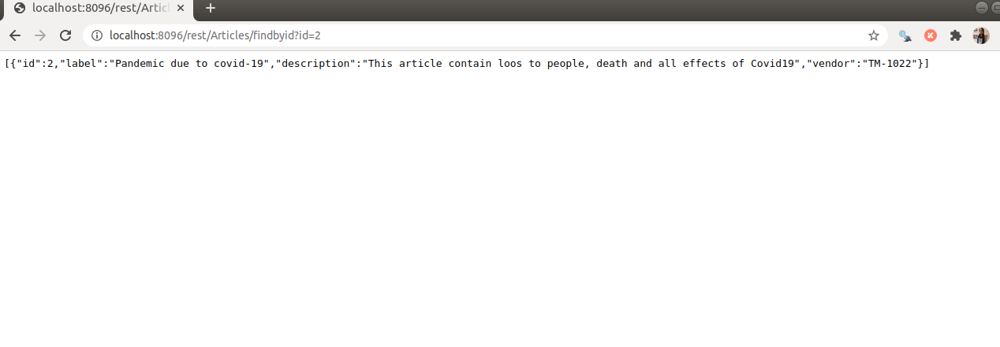 localhost:8096/rest/Artic
localhost:8096/rest/Articles/findbyid?id=2
[{"id":2,"label":"Pandemic due to covid-19","description":"This article contain loos to people, death and all effects of Covid19","vendor":"TM-1022"}]